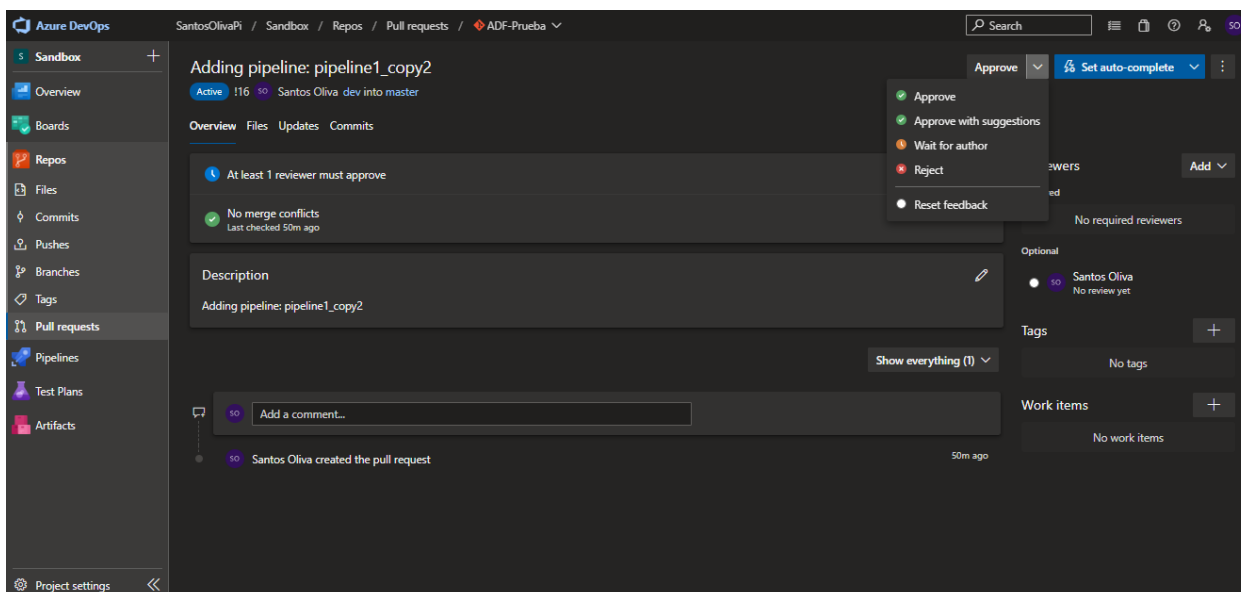 Azure DevOps
SantosOlivaPi / Sandbox / Repos / Pull requests / ADF-Prueba
Search
SO
S Sandbox
Overview
Boards
Repos
Files
Commits
Pushes
Branches
Tags
Pull requests
Pipelines
Test Plans
Artifacts
Project settings
Adding pipeline: pipeline1_copy2
Active !16 SO Santos Oliva dev into master
Approve
Set auto-complete
Overview Files Updates Commits
Approve
Approve with suggestions
Wait for author
Reject
Reset feedback
At least 1 reviewer must approve
No merge conflicts
Last checked 50m ago
Description
Adding pipeline: pipeline1_copy2
Show everything (1)
SO Add a comment...
SO Santos Oliva created the pull request
50m ago
ewers
Add
ed
No required reviewers
Optional
SO Santos Oliva
No review yet
Tags
No tags
Work items
No work items